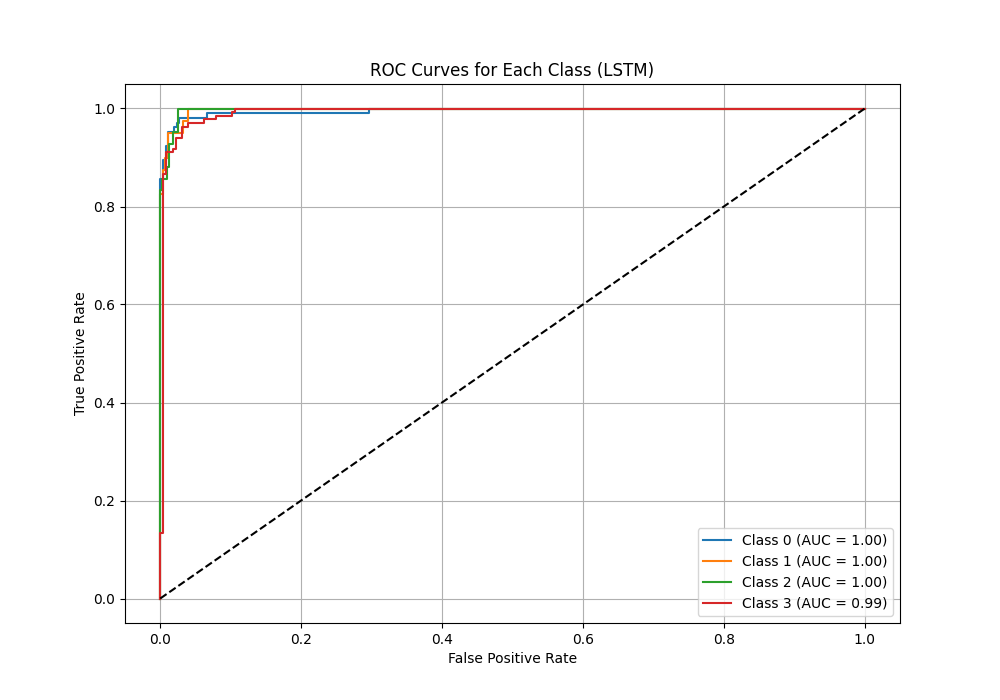 ROC Curves for Each Class (LSTM)
True Positive Rate
1.0
0.8
0.6
0.4
0.2
0.0
0.0 0.2 0.4 0.6 0.8 1.0
False Positive Rate
Class 0 (AUC = 1.00)
Class 1 (AUC = 1.00)
Class 2 (AUC = 1.00)
Class 3 (AUC = 0.99)